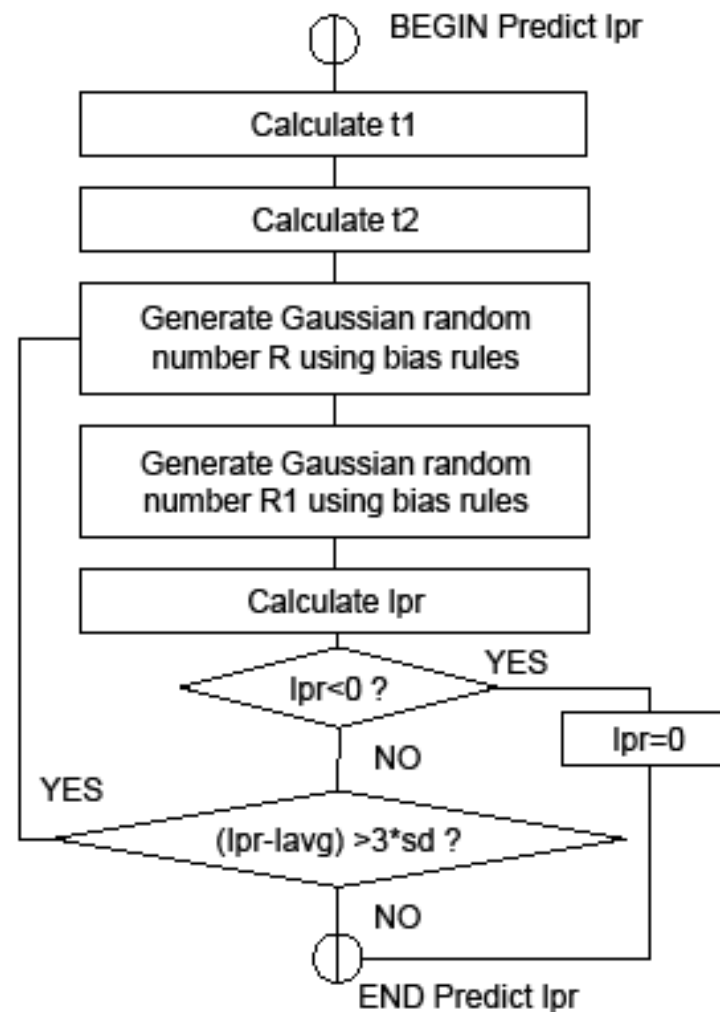 BEGIN Predict Ipr
Calculate t1
Calculate t2
Generate Gaussian random
number R using bias rules
Generate Gaussian random
number R1 using bias rules
Calculate Ipr
Ipr<0 ?
YES
Ipr=0
NO
YES
(Ipr-Iavg) >3*sd ?
NO
END Predict Ipr